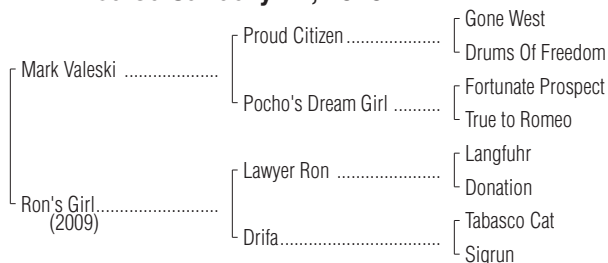 Gone West
Proud Citizen ....................
Drums Of Freedom
Mark Valeski ....................
Fortunate Prospect
Pocho's Dream Girl ..........
True to Romeo
Langfuhr
Lawyer Ron ......................
Donation
Ron's Girl..........................
(2009)
Tabasco Cat
Drifa..................................
Sigrun